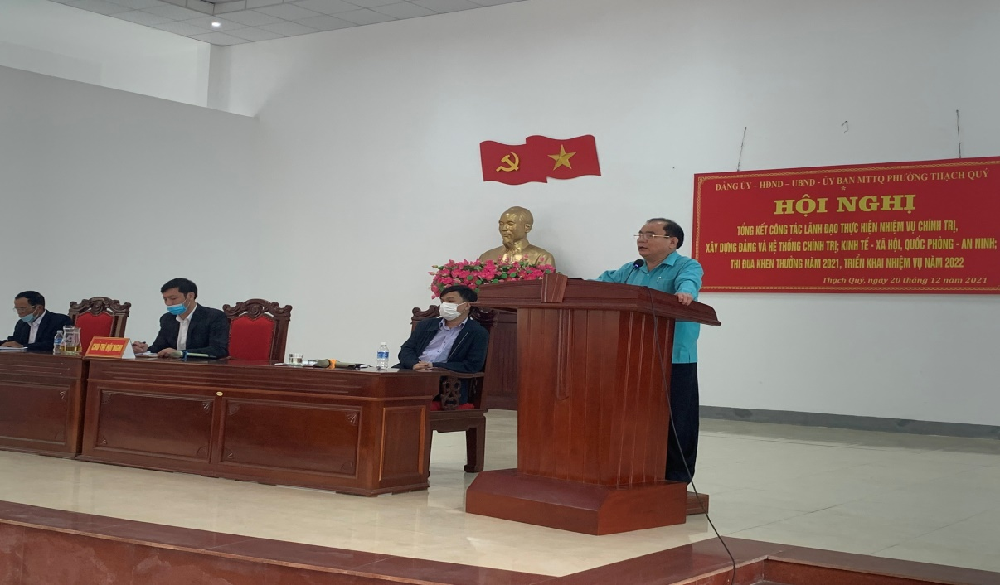 ĐẢNG ỦY – HĐND – UBND - ỦY BAN MTTQ PHƯỜNG THẠCH QUÝ
HỘI NGHỊ
TỔNG KẾT CÔNG TÁC LÃNH ĐẠO THỰC HIỆN NHIỆM VỤ CHÍNH TRỊ,
XÂY DỰNG ĐẢNG VÀ HỆ THỐNG CHÍNH TRỊ; KINH TẾ - XÃ HỘI, QUỐC PHÒNG - AN NINH;
THI ĐUA KHEN THƯỞNG NĂM 2021, TRIỂN KHAI NHIỆM VỤ NĂM 2022
Thạch Quý, ngày 20 tháng 12 năm 2021
CHỦ TRÌ HỘI NGHỊ